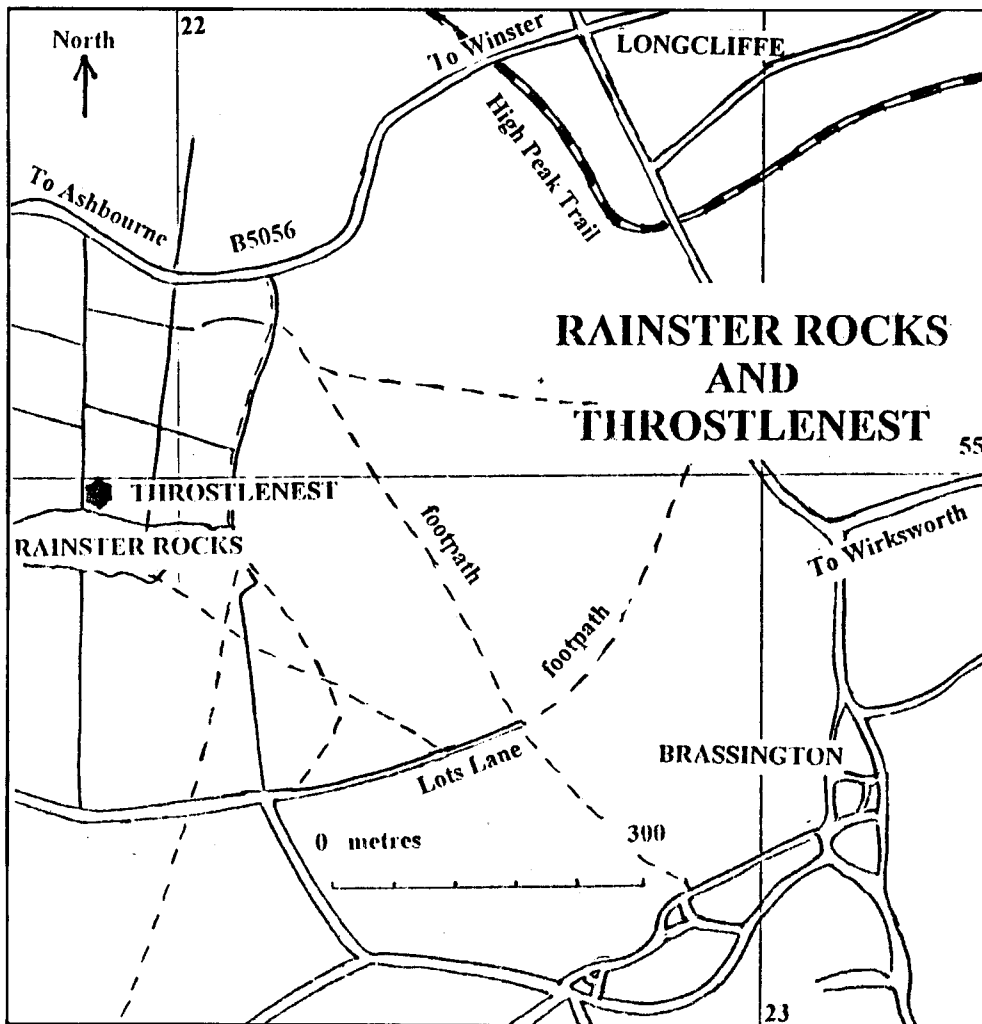 22
North
To Winster
LONGCLIFFE
High Peak Trail
To Ashbourne
B5056
RAINSTER ROCKS
AND
THROSTLENEST
55
THROSTLENEST
footpath
RAINSTER ROCKS
To Wirksworth
footpath
BRASSINGTON
Lots Lane
0 metres 300
23